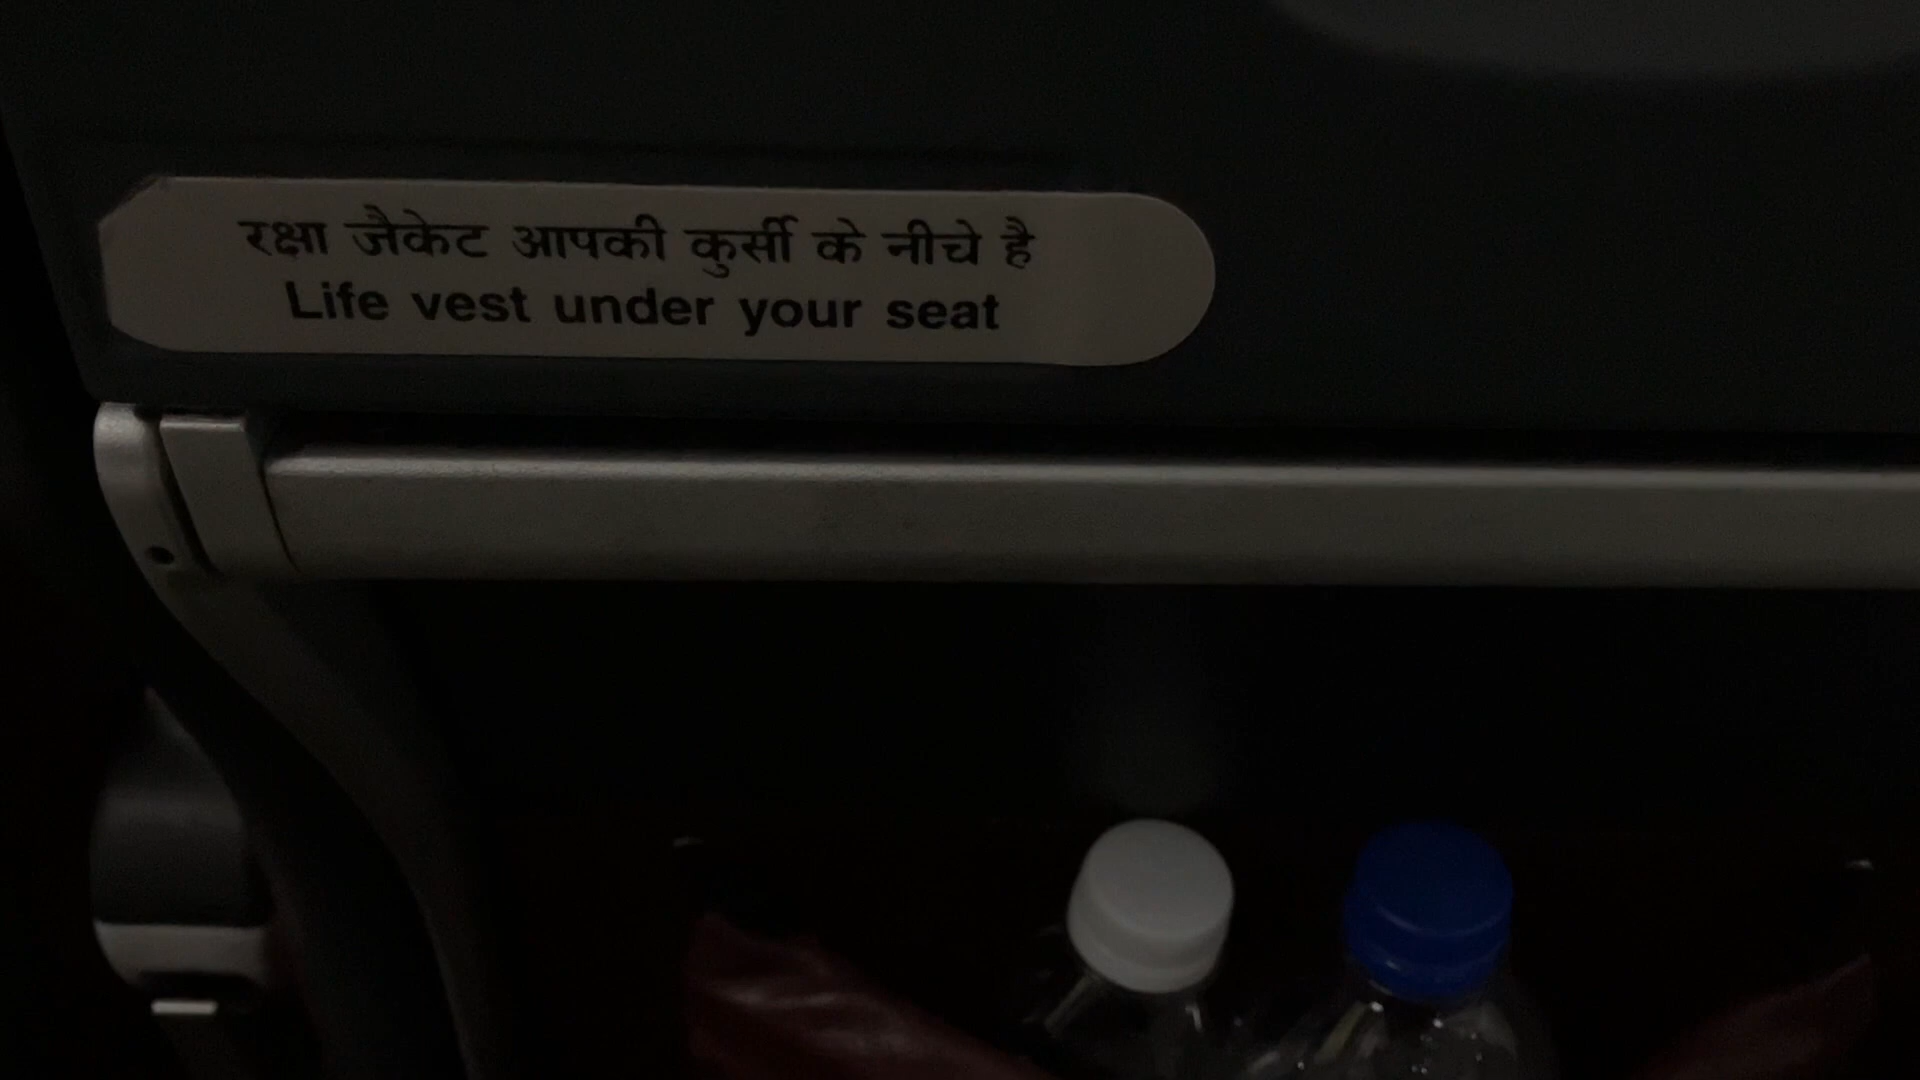 रक्षा जैकेट आपकी कुर्सी के नीचे है
Life vest under your seat